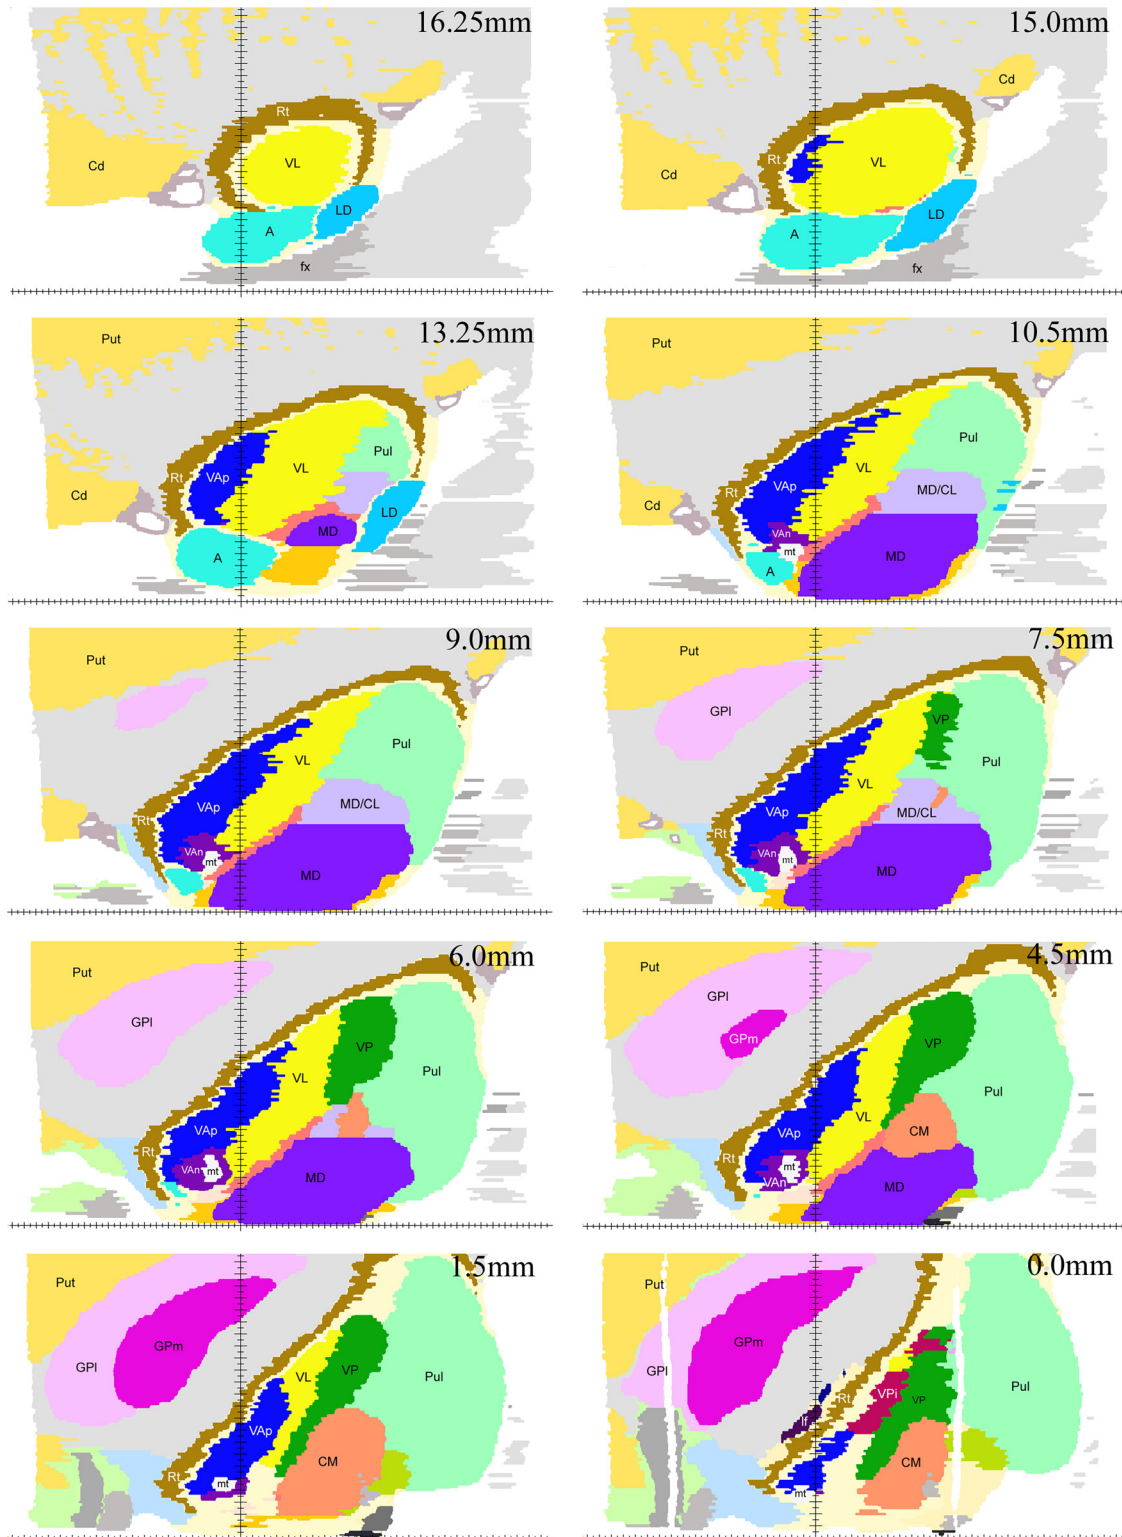 16.25mm
Rt
VL
Cd
LD
A
fx
15.0mm
Cd
Rt
VL
Cd
LD
A
fx
13.25mm
Put
Pul
VL
Rt
VAp
Cd
LD
MD
A
10.5mm
Put
Pul
VL
Rt
VAp
MD/CL
Cd
VAn
mt
MD
A
9.0mm
Put
Pul
VL
VAp
MD/CL
Rt
VAn
mt
MD
7.5mm
Put
GPl
VP
Pul
VL
VAp
MD/CL
Rt
VAn
mt
MD
6.0mm
Put
GPl
VP
VL
Pul
VAp
Rt
VAn
mt
MD
4.5mm
Put
GPl
GPm
VP
Pul
VL
VAp
CM
Rt
mt
VAn
MD
1.5mm
Put
GPm
GPl
VP
VL
Pul
VAp
CM
Rt
mt
0.0mm
Put
GPm
GPl
Rt
VPi
VP
Pul
lf
CM
mt